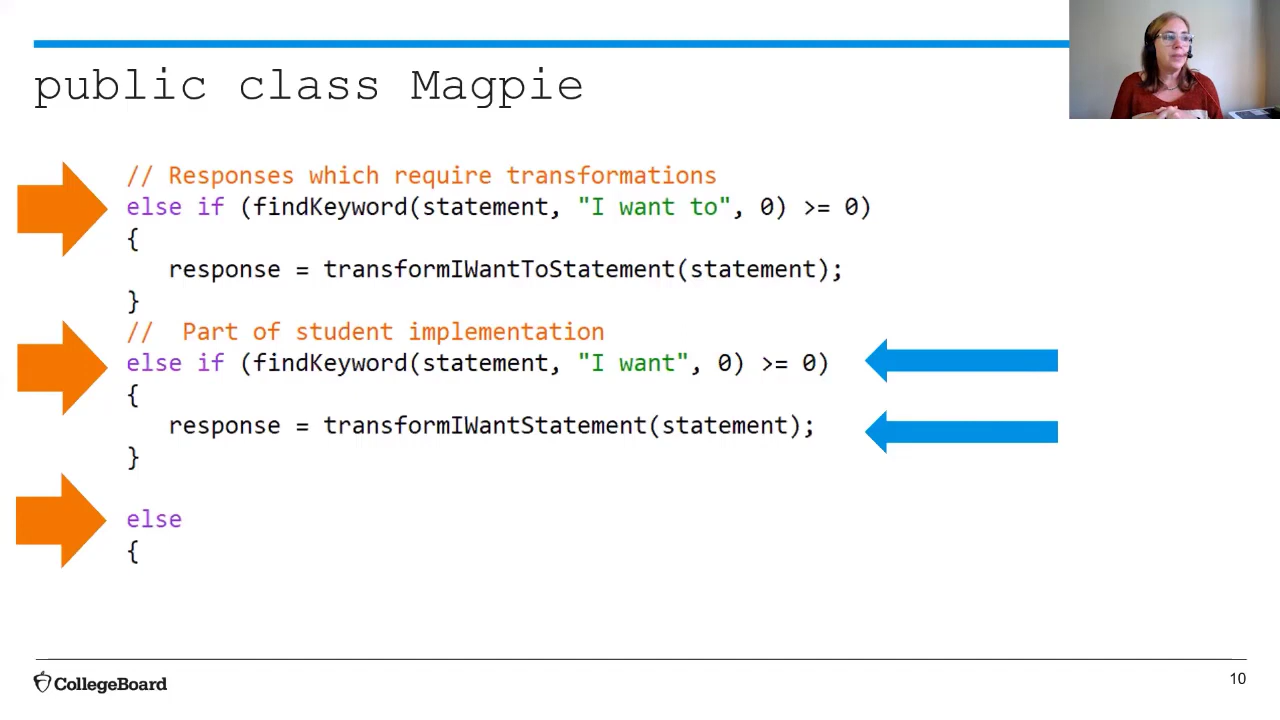 public class Magpie
// Responses which require transformations
else if (findKeyword(statement, "I want to", 0) >= 0)
{
response = transformIWantToStatement(statement);
}
//  Part of student implementation
else if (findKeyword(statement, "I want", 0) >= 0)
{
response = transformIWantStatement(statement);
}
else
{
CollegeBoard
10